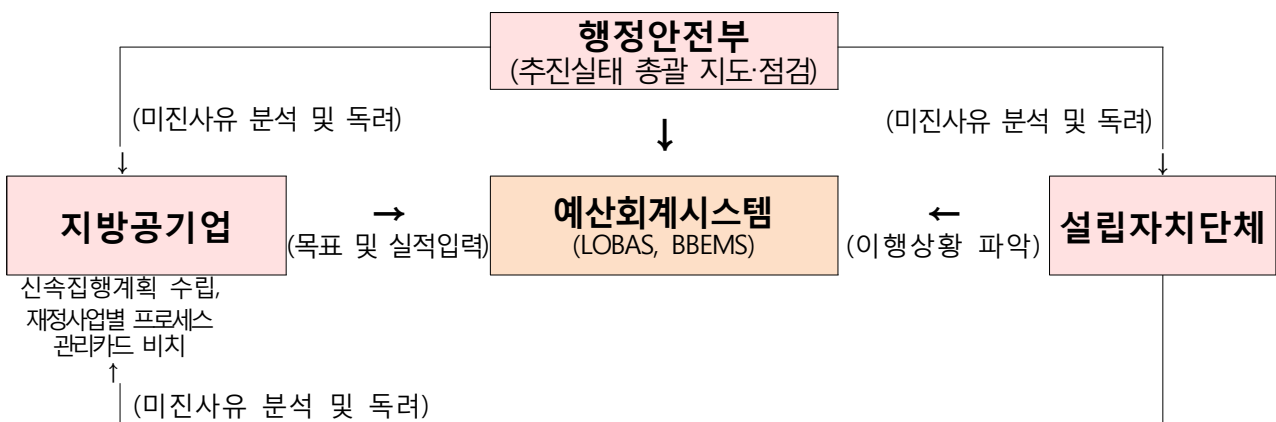 행정안전부
(추진실태 총괄 지도·점검)
(미진사유 분석 및 독려)
↓
(미진사유 분석 및 독려)
↓
↓
지방공기업
→
(목표 및 실적입력)
예산회계시스템
(LOBAS, BBEMS)
←
(이행상황 파악)
설립자치단체
신속집행계획 수립,
재정사업별 프로세스
관리카드 비치
↑
(미진사유 분석 및 독려)